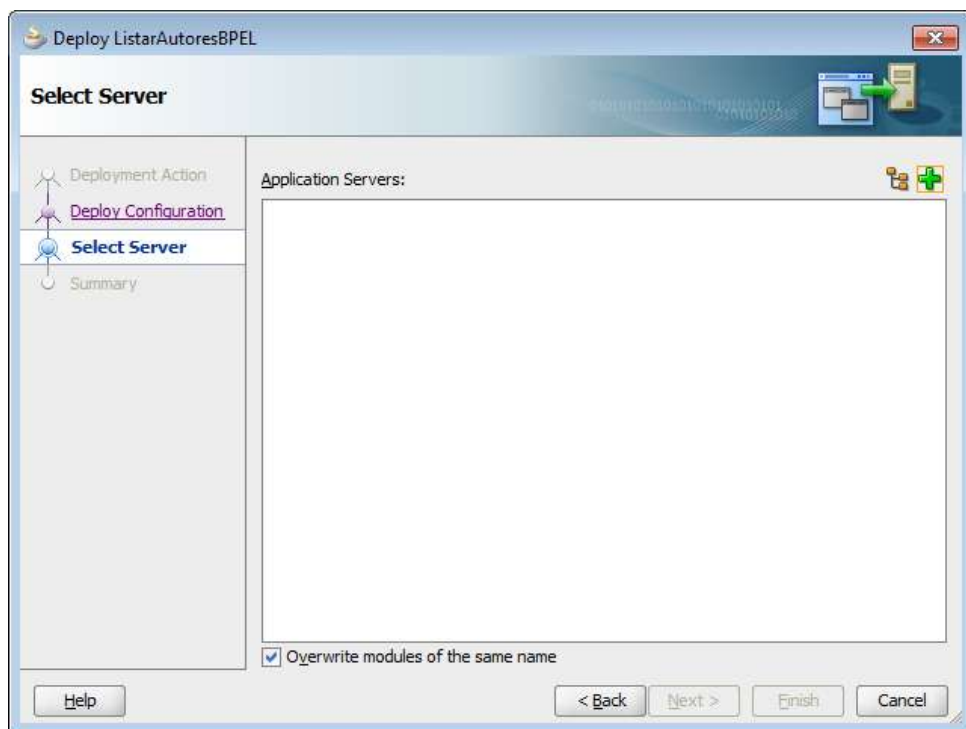 Deploy ListarAutoresBPEL
Select Server
Deployment Action
Deploy Configuration
Select Server
Summary
Application Servers:
Overwrite modules of the same name
Help
< Back
Next >
Finish
Cancel